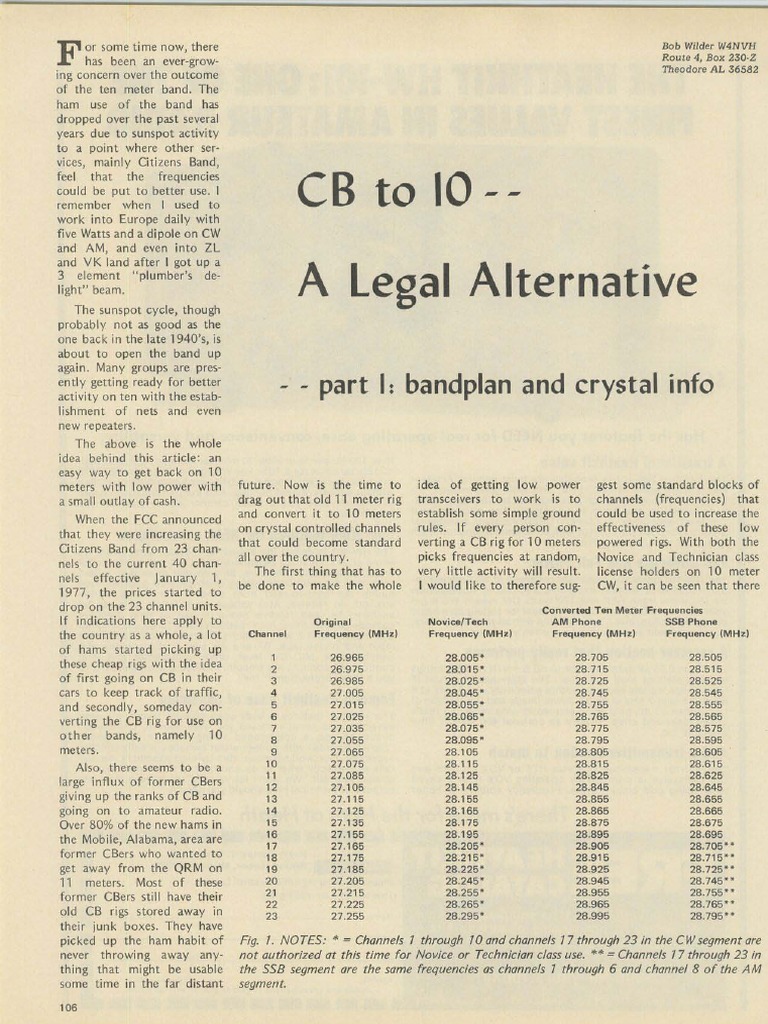 For some time now, there
has been an ever-grow-
ing concern over the outcome
of the ten meter band. The
ham use of the band has
dropped over the past several
years due to sunspot activity
to a point where other ser-
vices, mainly Citizens Band,
feel that the frequencies
could be put to better use. I
remember when I used to
work into Europe daily with
five Watts and a dipole on CW
and AM, and even into ZL
and VK land after I got up a
3 element "plumber's de-
light" beam.
The sunspot cycle, though
probably not as good as the
one back in the late 1940's, is
about to open the band up
again. Many groups are pres-
ently getting ready for better
activity on ten with the estab-
lishment of nets and even
new repeaters.
The above is the whole
idea behind this article: an
easy way to get back on 10
meters with low power with
a small outlay of cash.
When the FCC announced
that they were increasing the
Citizens Band from 23 chan-
nels to the current 40 chan-
nels effective January 1,
1977, the prices started to
drop on the 23 channel units.
If indications here apply to
the country as a whole, a lot
of hams started picking up
these cheap rigs with the idea
of first going on CB in their
cars to keep track of traffic,
and secondly, someday con-
verting the CB rig for use on
other bands, namely 10
meters.
Also, there seems to be a
large influx of former CBers
giving up the ranks of CB and
going on to amateur radio.
Over 80% of the new hams in
the Mobile, Alabama, area are
former CBers who wanted to
get away from the QRM on
11 meters. Most of these
former CBers still have their
old CB rigs stored away in
their junk boxes. They have
picked up the ham habit of
never throwing away any-
thing that might be usable
some time in the far distant
Bob Wilder W4NVH
Route 4, Box 230-Z
Theodore AL 36582
CB to 10 - -
A Legal Alternative
- - part I: bandplan and crystal info
future. Now is the time to
drag out that old 11 meter rig
and convert it to 10 meters
on crystal controlled channels
that could become standard
all over the country.
The first thing that has to
be done to make the whole
idea of getting low power
transceivers to work is to
establish some simple ground
rules. If every person con-
verting a CB rig for 10 meters
picks frequencies at random,
very little activity will result.
I would like to therefore sug-
gest some standard blocks of
channels (frequencies) that
could be used to increase the
effectiveness of these low
powered rigs. With both the
Novice and Technician class
license holders on 10 meter
CW, it can be seen that there
Converted Ten Meter Frequencies
Original Novice/Tech AM Phone SSB Phone
Channel Frequency (MHz) Frequency (MHz) Frequency (MHz) Frequency (MHz)
1 26.965 28.005* 28.705 28.505
2 26.975 28.015* 28.715 28.515
3 26.985 28.025* 28.725 28.525
4 27.005 28.045* 28.745 28.545
5 27.015 28.055* 28.755 28.555
6 27.025 28.065* 28.765 28.565
7 27.035 28.075* 28.775 28.575
8 27.055 28.095* 28.795 28.595
9 27.065 28.105 28.805 28.605
10 27.075 28.115 28.815 28.615
11 27.085 28.125 28.825 28.625
12 27.105 28.145 28.845 28.645
13 27.115 28.155 28.855 28.655
14 27.125 28.165 28.865 28.665
15 27.135 28.175 28.875 28.675
16 27.155 28.195 28.895 28.695
17 27.165 28.205* 28.905 28.705**
18 27.175 28.215* 28.915 28.715**
19 27.185 28.225* 28.925 28.725**
20 27.205 28.245* 28.945 28.745**
21 27.215 28.255* 28.955 28.755**
22 27.225 28.265* 28.965 28.765**
23 27.255 28.295* 28.995 28.795**
Fig. 1. NOTES: * = Channels 1 through 10 and channels 17 through 23 in the CW segment are
not authorized at this time for Novice or Technician class use. ** = Channels 17 through 23 in
the SSB segment are the same frequencies as channels 1 through 6 and channel 8 of the AM
segment.
106